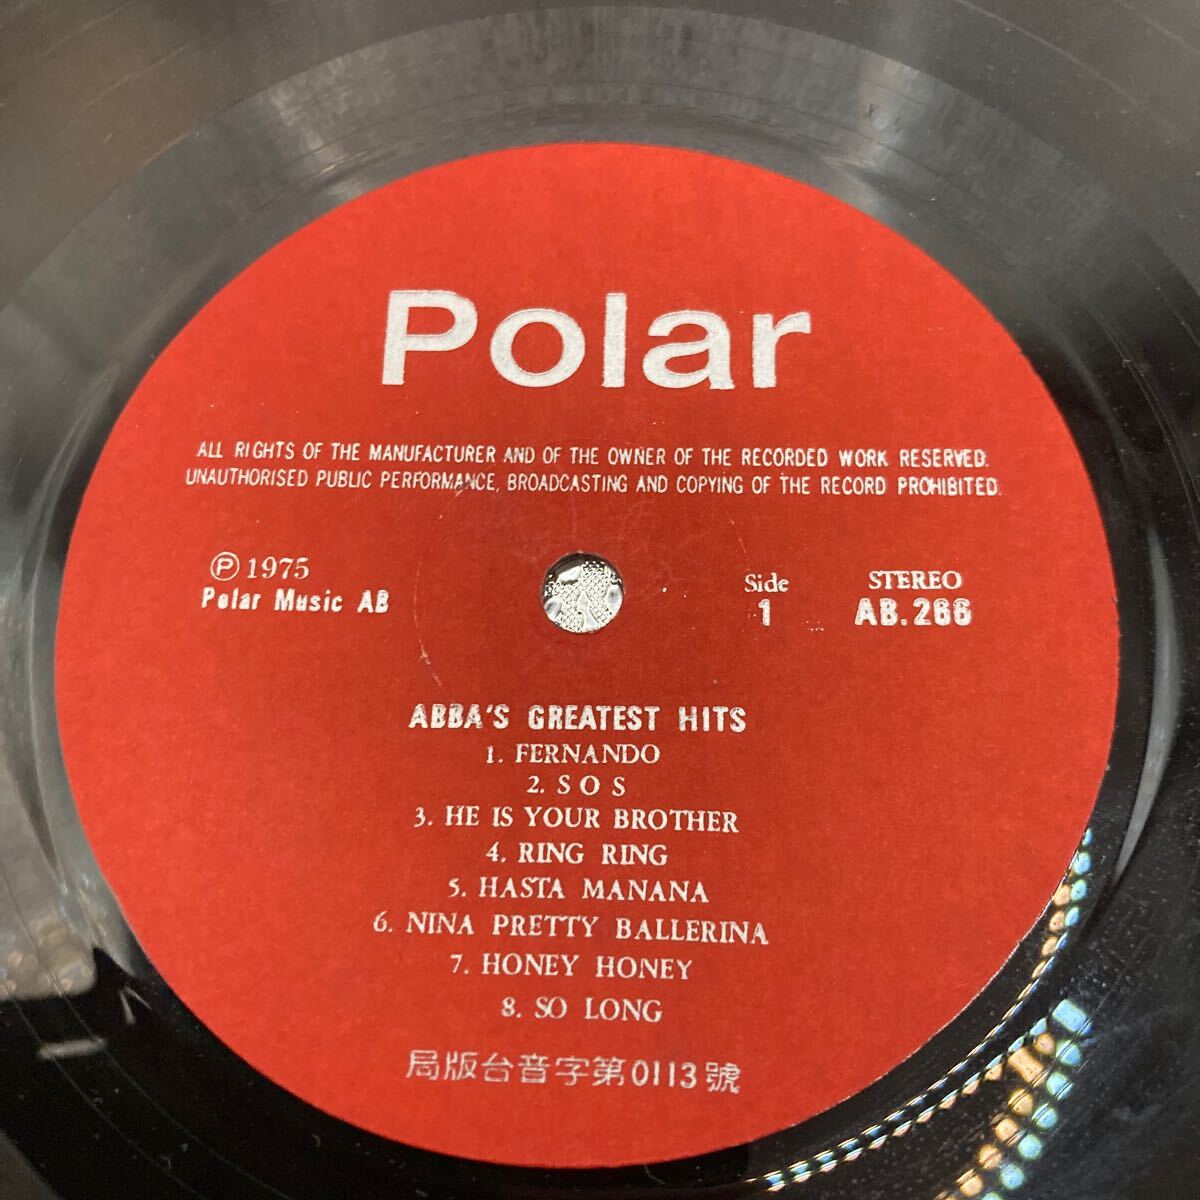 Polar
ALL RIGHTS OF THE MANUFACTURER AND OF THE OWNER OF THE RECORDED WORK RESERVED.
UNAUTHORISED PUBLIC PERFORMANCE, BROADCASTING AND COPYING OF THE RECORD PROHIBITED.
℗ 1975
Polar Music AB
Side
1
STEREO
AB.266
ABBA'S GREATEST HITS
1. FERNANDO
2. S O S
3. HE IS YOUR BROTHER
4. RING RING
5. HASTA MANANA
6. NINA PRETTY BALLERINA
7. HONEY HONEY
8. SO LONG
局版台音字第0113號